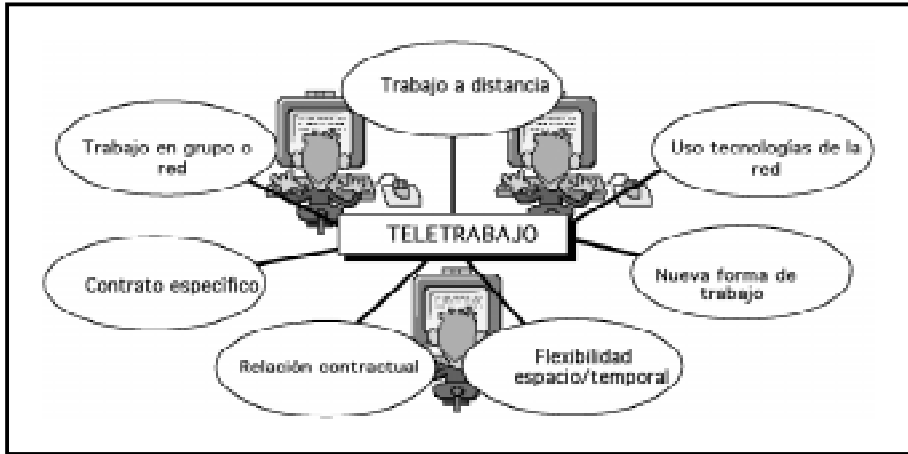 Trabajo a distancia
Trabajo en grupo o
red
Uso tecnologías de la
red
TELETRABAJO
Contrato específico
Nueva forma de
trabajo
Relación contractual
Flexibilidad
espacio/temporal